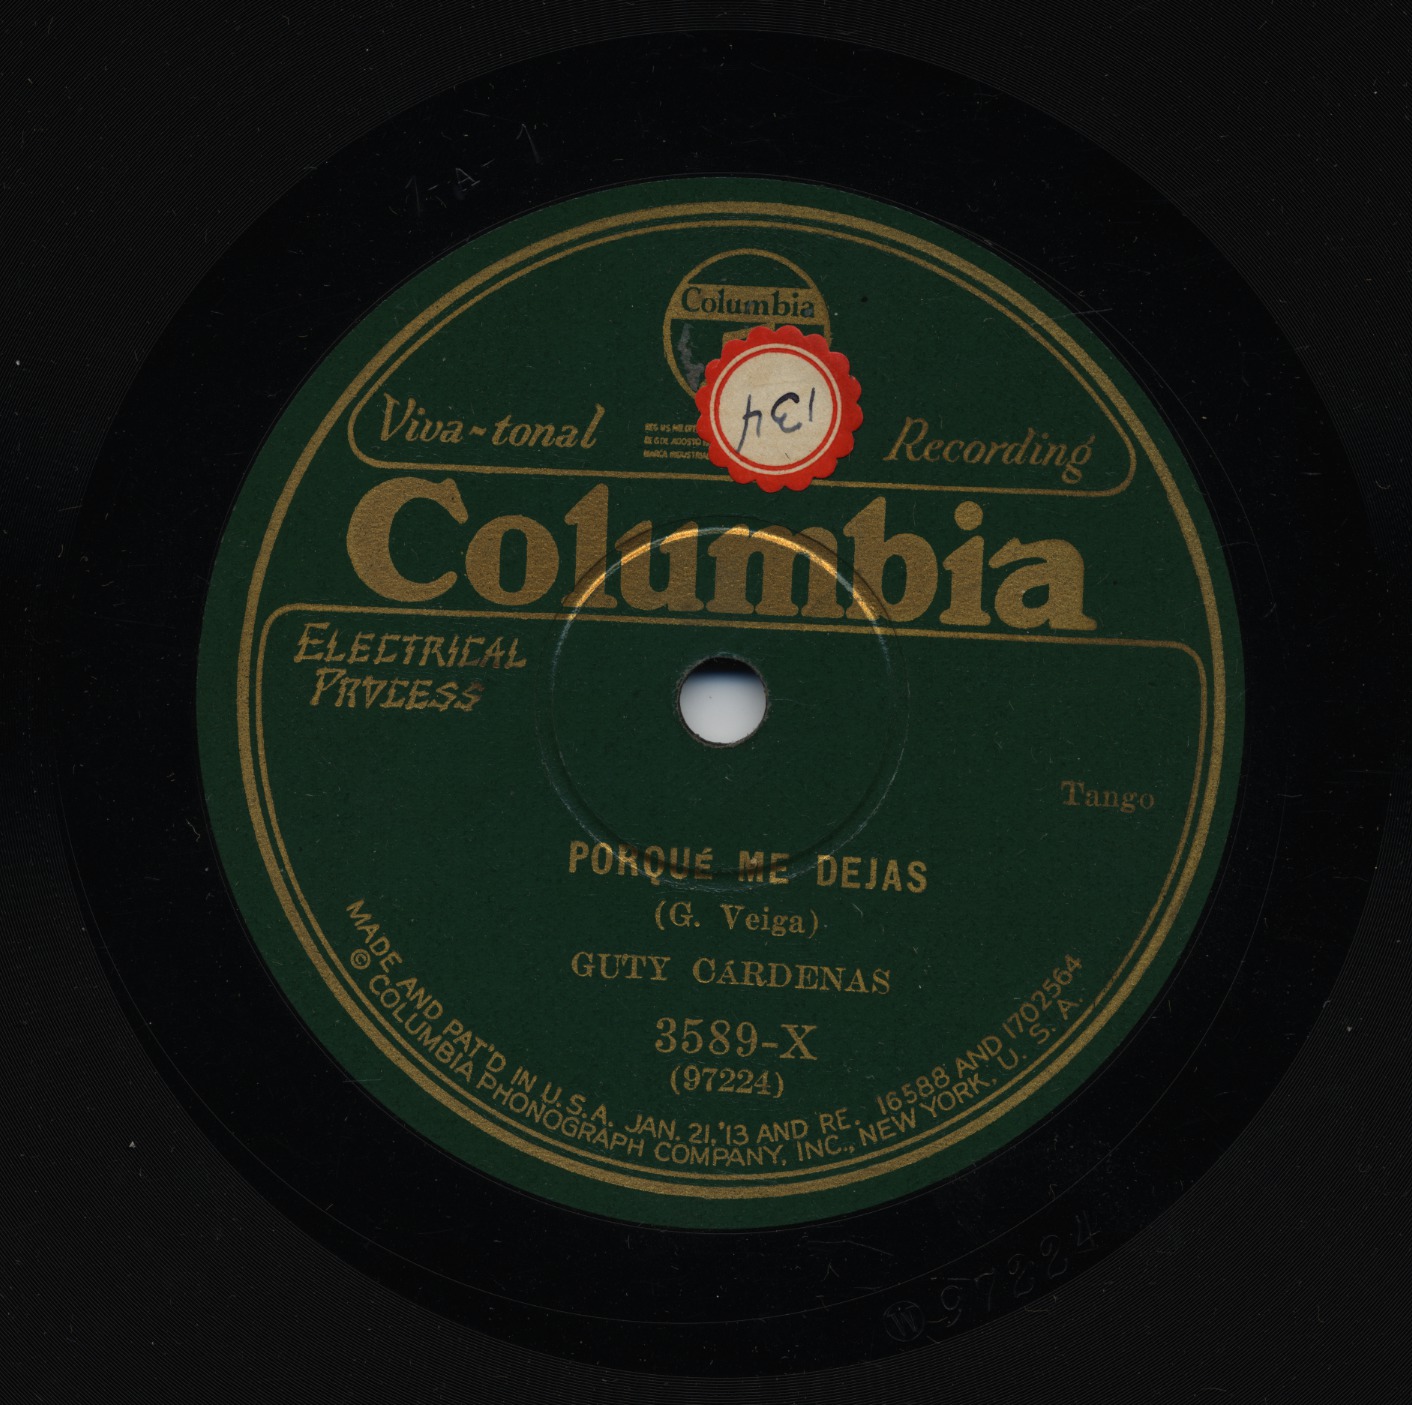 Columbia
134
Viva-tonal
Recording
Columbia
ELECTRICAL
PROCESS
Tango
PORQUÉ ME DEJAS
(G. Veiga)
GUTY CÁRDENAS
3589-X
(97224)
MADE AND PAT'D IN U.S.A. JAN. 21,'13 AND RE. 16588 AND 1702564
© COLUMBIA PHONOGRAPH COMPANY, INC., NEW YORK, U. S. A.
W 97224